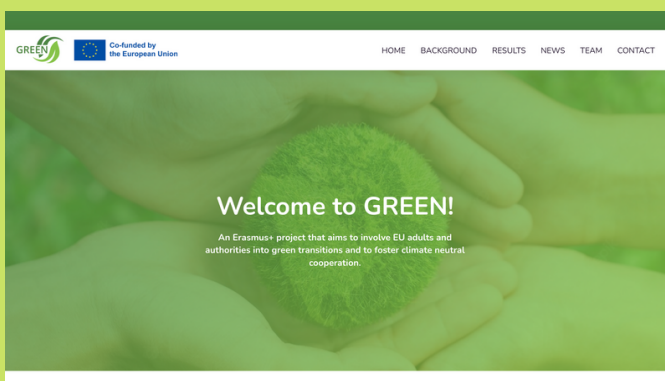 GREEN
Co-funded by
the European Union
HOME BACKGROUND RESULTS NEWS TEAM CONTACT
Welcome to GREEN!
An Erasmus+ project that aims to involve EU adults and
authorities into green transitions and to foster climate neutral
cooperation.